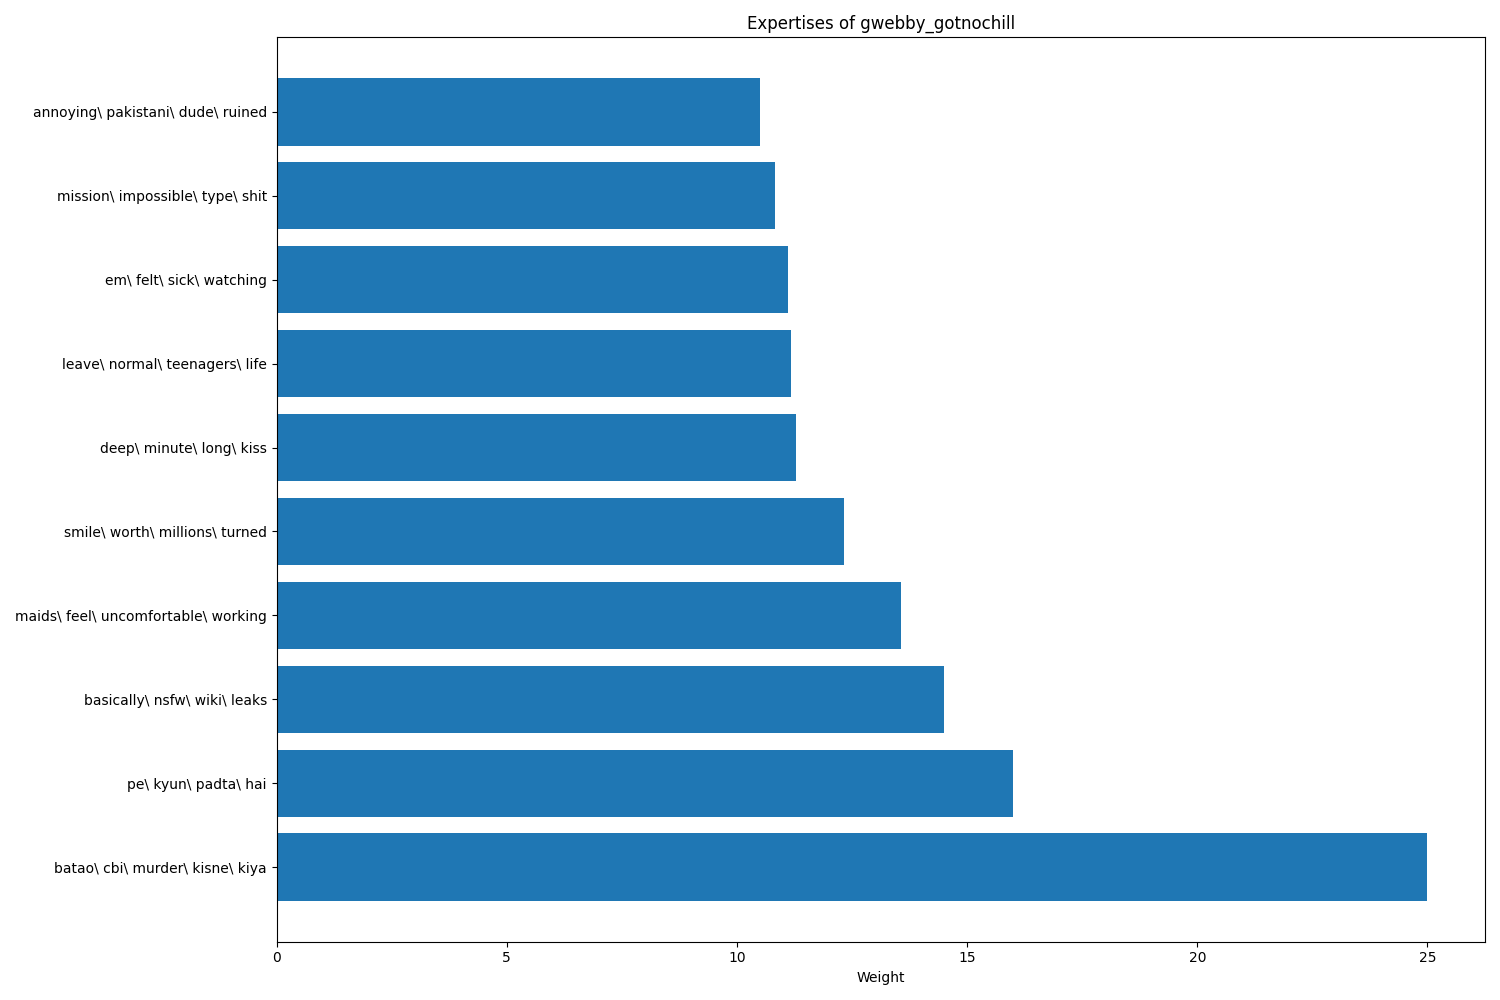 Expertises of gwebby_gotnochill
annoying\ pakistani\ dude\ ruined
mission\ impossible\ type\ shit
em\ felt\ sick\ watching
leave\ normal\ teenagers\ life
deep\ minute\ long\ kiss
smile\ worth\ millions\ turned
maids\ feel\ uncomfortable\ working
basically\ nsfw\ wiki\ leaks
pe\ kyun\ padta\ hai
batao\ cbi\ murder\ kisne\ kiya
0 5 10 15 20 25
Weight